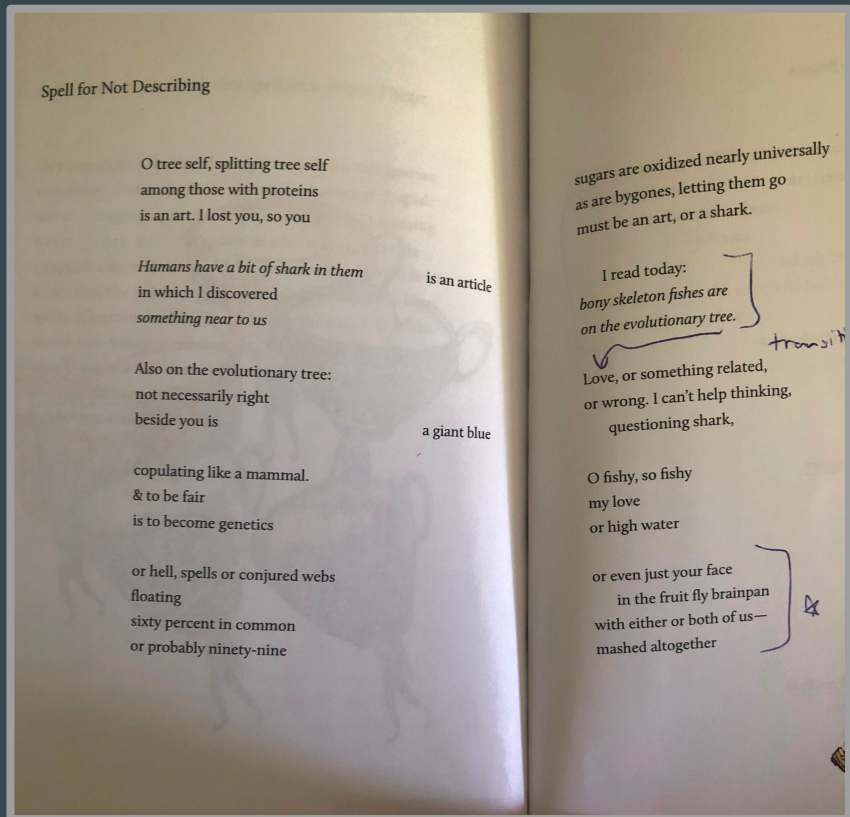 Spell for Not Describing
O tree self, splitting tree self
among those with proteins
is an art. I lost you, so you
Humans have a bit of shark in them is an article
in which I discovered
something near to us
Also on the evolutionary tree:
not necessarily right
beside you is a giant blue
copulating like a mammal.
& to be fair
is to become genetics
or hell, spells or conjured webs
floating
sixty percent in common
or probably ninety-nine
sugars are oxidized nearly universally
as are bygones, letting them go
must be an art, or a shark.
I read today:
bony skeleton fishes are
on the evolutionary tree.
Love, or something related,
or wrong. I can't help thinking,
questioning shark,
O fishy, so fishy
my love
or high water
or even just your face
in the fruit fly brainpan
with either or both of us—
mashed altogether